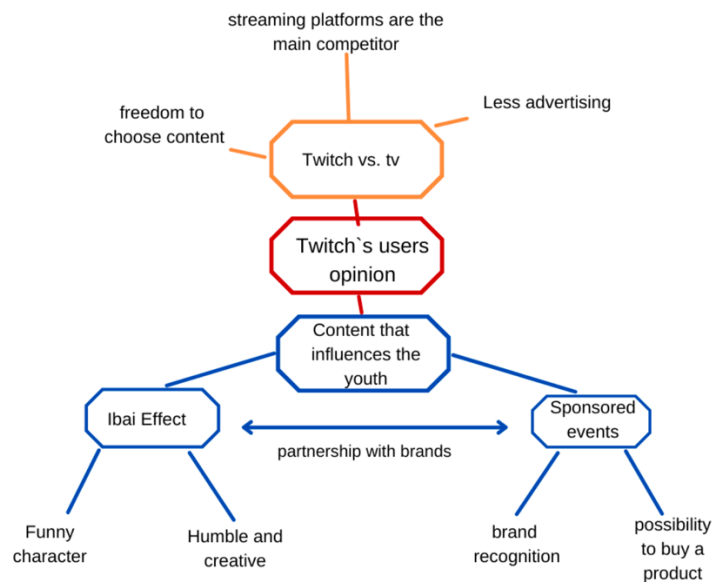 streaming platforms are the
main competitor
freedom to
choose content
Less advertising
Twitch vs. tv
Twitch`s users
opinion
Content that
influences the
youth
Ibai Effect
Sponsored
events
partnership with brands
Funny
character
Humble and
creative
brand
recognition
possibility
to buy a
product